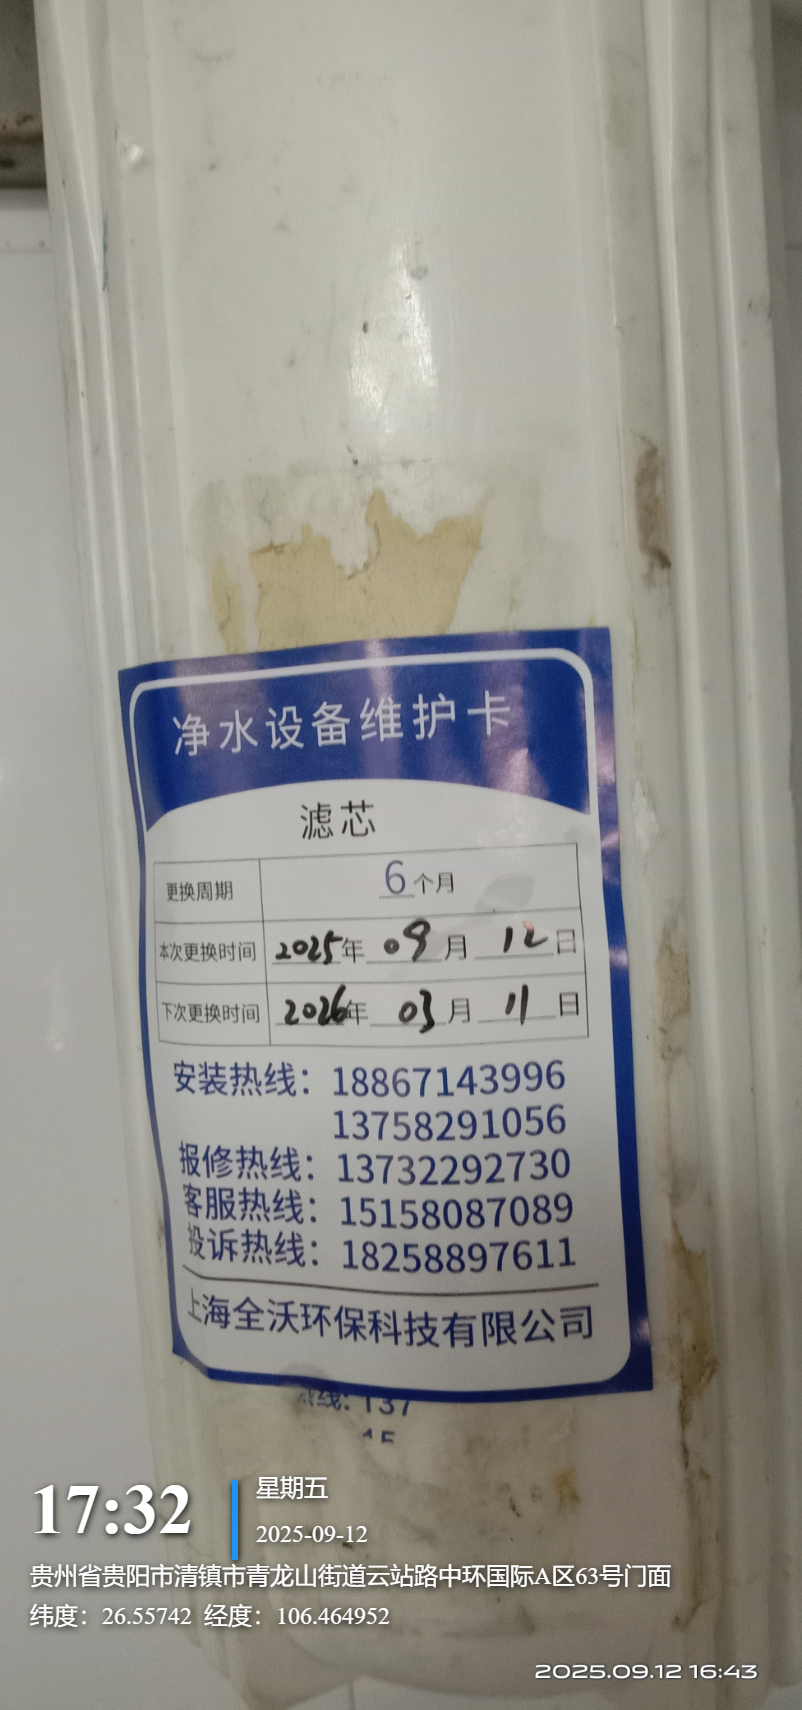 净水设备维护卡
滤芯
更换周期 6个月
本次更换时间 2025年 09月 12日
下次更换时间 2026年 03月 11日
安装热线：18867143996
13758291056
报修热线：13732292730
客服热线：15158087089
投诉热线：18258897611
上海全沃环保科技有限公司
线：137
15
17:32
星期五
2025-09-12
贵州省贵阳市清镇市青龙山街道云站路中环国际A区63号门面
纬度：26.55742 经度：106.464952
2025.09.12 16:43